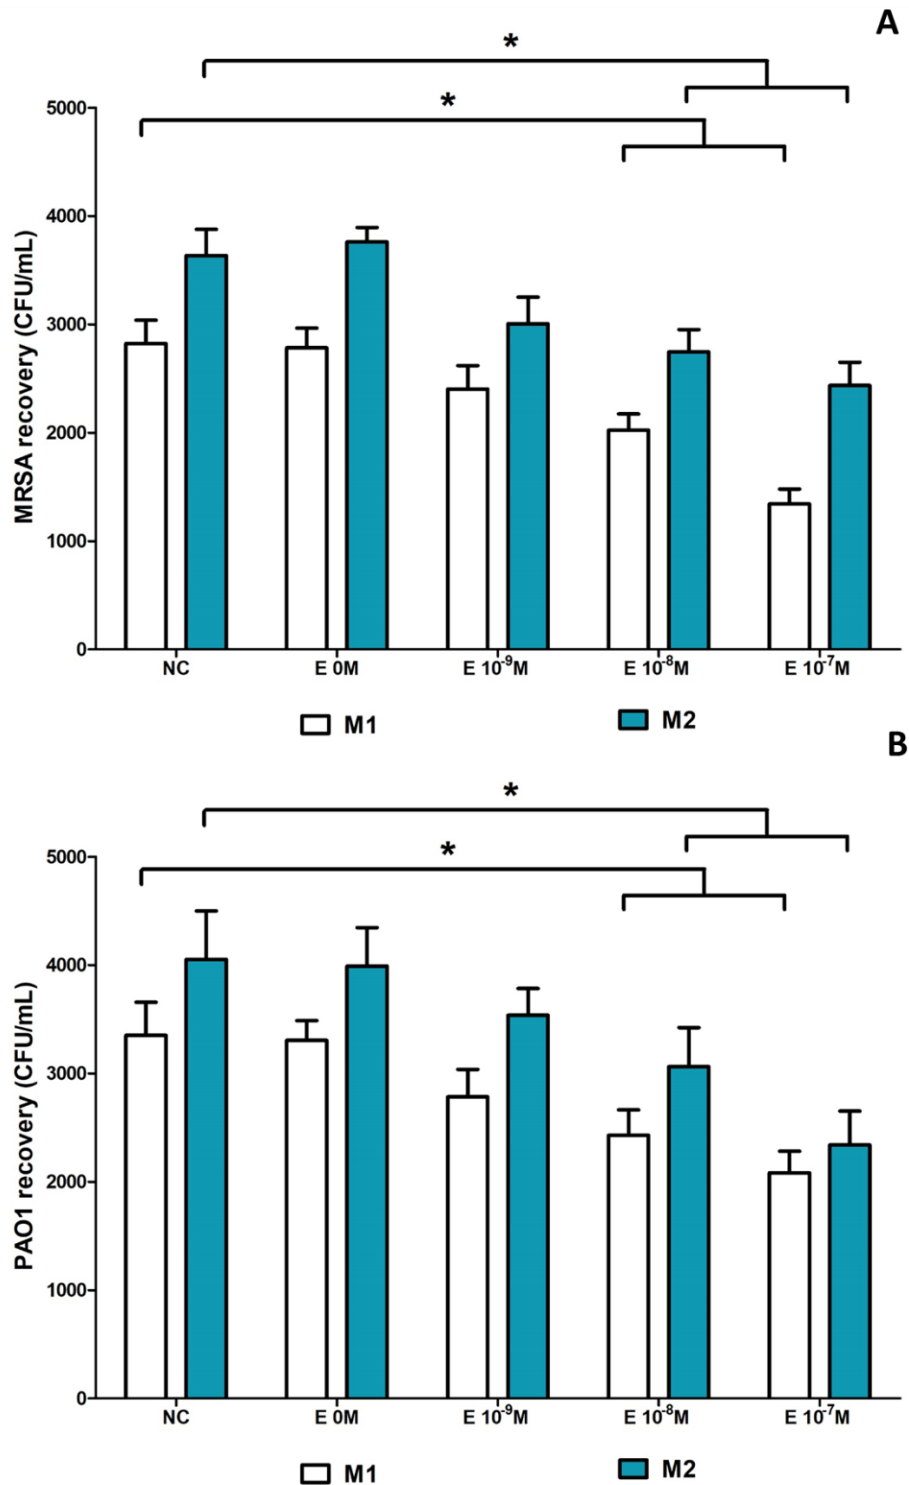 A
*
*
5000
4000
3000
2000
1000
0
MRSA recovery (CFU/mL)
NC E 0M E 10⁻⁹M E 10⁻⁸M E 10⁻⁷M
M1 M2
B
*
*
5000
4000
3000
2000
1000
0
PAO1 recovery (CFU/mL)
NC E 0M E 10⁻⁹M E 10⁻⁸M E 10⁻⁷M
M1 M2